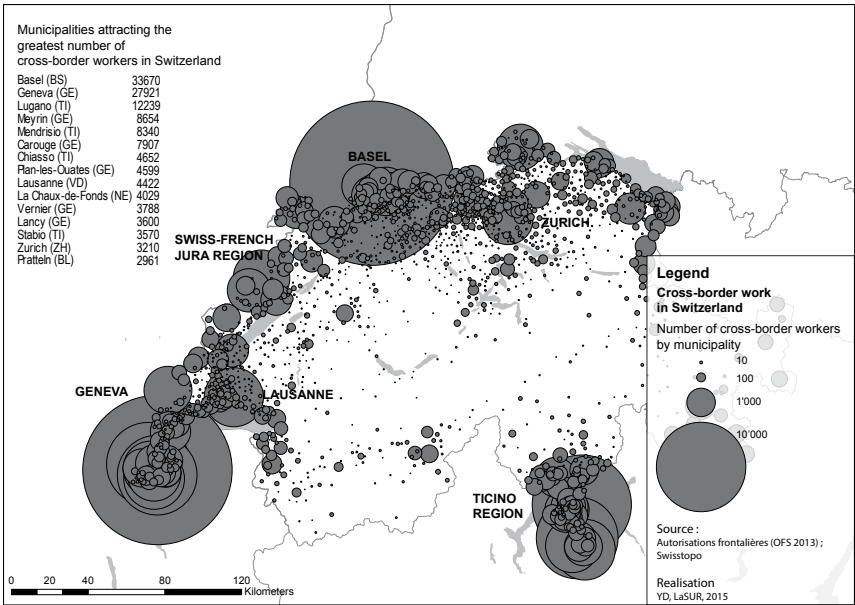 Municipalities attracting the
greatest number of
cross-border workers in Switzerland
Basel (BS) 33670
Geneva (GE) 27921
Lugano (TI) 12239
Meyrin (GE) 8654
Mendrisio (TI) 8340
Carouge (GE) 7907
Chiasso (TI) 4652
Plan-les-Ouates (GE) 4599
Lausanne (VD) 4422
La Chaux-de-Fonds (NE) 4029
Vernier (GE) 3788
Lancy (GE) 3600
Stabio (TI) 3570
Zurich (ZH) 3210
Pratteln (BL) 2961
BASEL
ZURICH
SWISS-FRENCH
JURA REGION
GENEVA
LAUSANNE
TICINO
REGION
0 20 40 80 120
Kilometers
Legend
Cross-border work
in Switzerland
Number of cross-border workers
by municipality
10
100
1'000
10'000
Source :
Autorisations frontalières (OFS 2013) ;
Swisstopo
Realisation
YD, LaSUR, 2015